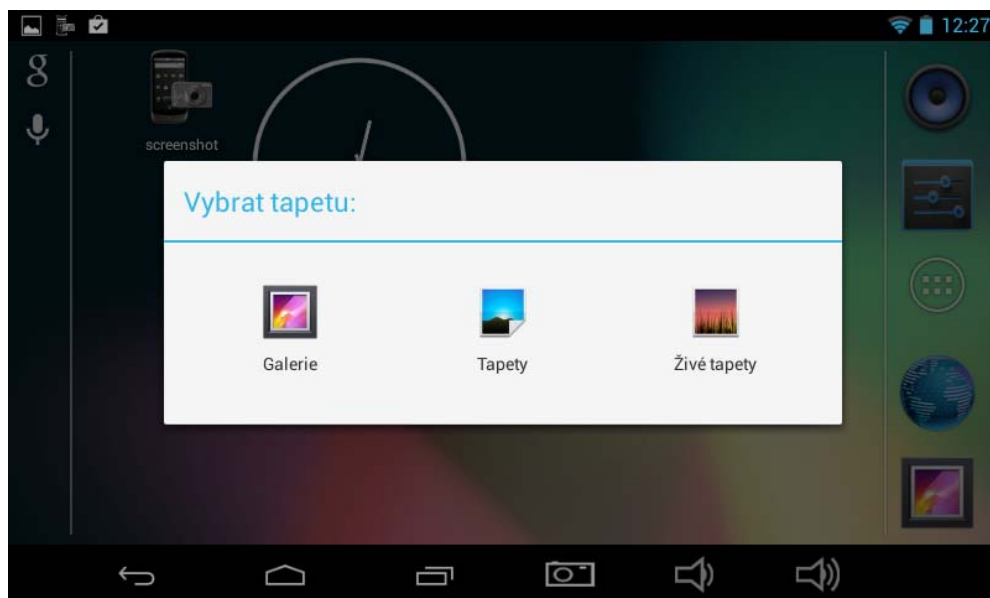 12:27
g
screenshot
Vybrat tapetu:
Galerie
Tapety
Živé tapety